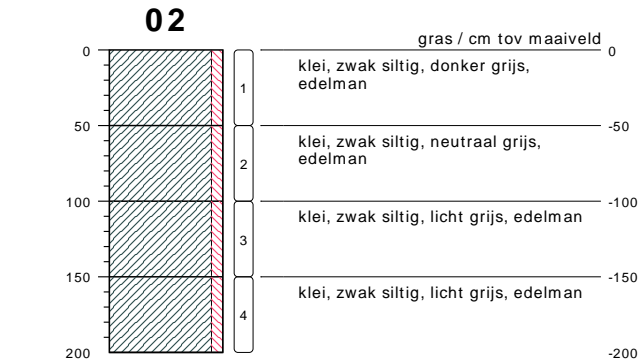 02
gras / cm tov maaiveld
0 0
klei, zwak siltig, donker grijs,
edelman
1
50 -50
klei, zwak siltig, neutraal grijs,
edelman
2
100 -100
klei, zwak siltig, licht grijs, edelman
3
150 -150
klei, zwak siltig, licht grijs, edelman
4
200 -200